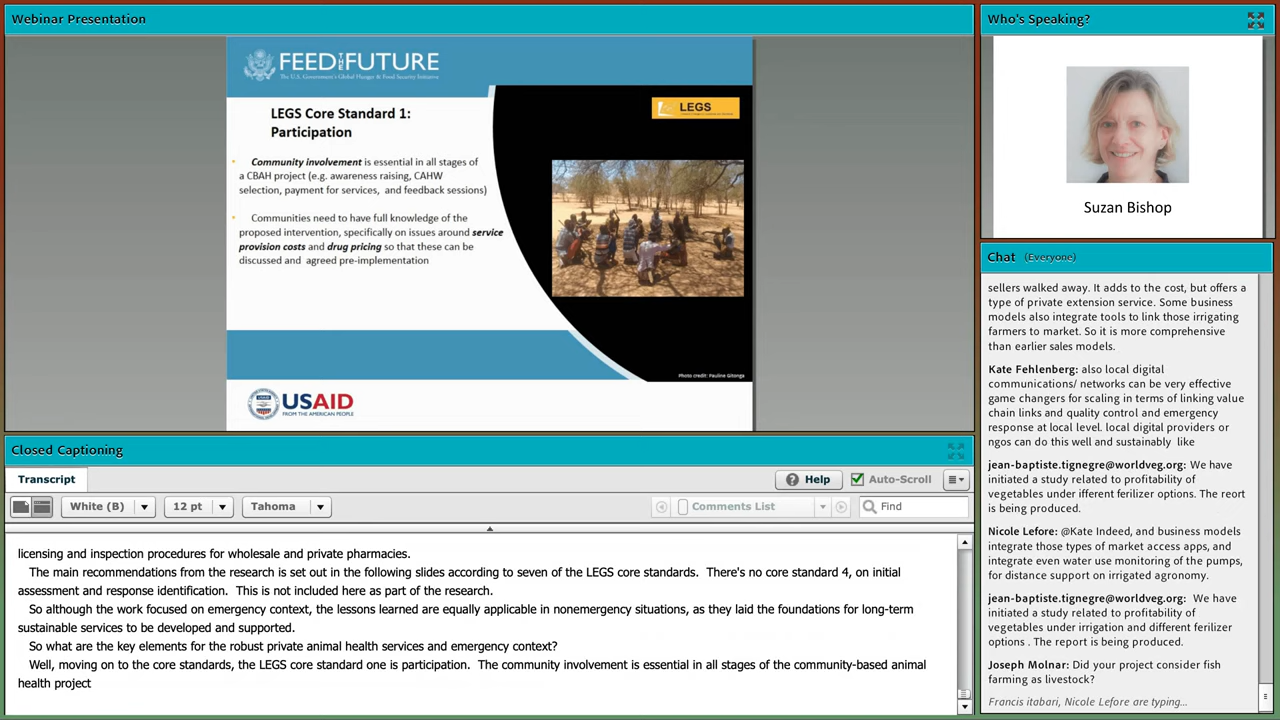 Webinar Presentation
FEED THE FUTURE
The U.S. Government's Global Hunger & Food Security Initiative
LEGS Core Standard 1:
Participation
LEGS
Community involvement is essential in all stages of
a CBAH project (e.g. awareness raising, CAHW
selection, payment for services, and feedback sessions)
Communities need to have full knowledge of the
proposed intervention, specifically on issues around service
provision costs and drug pricing so that these can be
discussed and agreed pre-implementation
Photo credit: Pauline Gitonga
USAID
FROM THE AMERICAN PEOPLE
Closed Captioning
Transcript
Help
Auto-Scroll
White (B)
12 pt
Tahoma
Comments List
Find
licensing and inspection procedures for wholesale and private pharmacies.
The main recommendations from the research is set out in the following slides according to seven of the LEGS core standards. There's no core standard 4, on initial
assessment and response identification. This is not included here as part of the research.
So although the work focused on emergency context, the lessons learned are equally applicable in nonemergency situations, as they laid the foundations for long-term
sustainable services to be developed and supported.
So what are the key elements for the robust private animal health services and emergency context?
Well, moving on to the core standards, the LEGS core standard one is participation. The community involvement is essential in all stages of the community-based animal
health project
Who's Speaking?
Suzan Bishop
Chat (Everyone)
sellers walked away. It adds to the cost, but offers a
type of private extension service. Some business
models also integrate tools to link those irrigating
farmers to market. So it is more comprehensive
than earlier sales models.
Kate Fehlenberg: also local digital
communications/ networks can be very effective
game changers for scaling in terms of linking value
chain links and quality control and emergency
response at local level. local digital providers or
ngos can do this well and sustainably like
jean-baptiste.tignegre@worldveg.org: We have
initiated a study related to profitability of
vegetables under ifferent ferilizer options. The reort
is being produced.
Nicole Lefore: @Kate Indeed, and business models
integrate those types of market access apps, and
integrate even water use monitoring of the pumps,
for distance support on irrigated agronomy.
jean-baptiste.tignegre@worldveg.org: We have
initiated a study related to profitability of
vegetables under irrigation and different ferilizer
options . The report is being produced.
Joseph Molnar: Did your project consider fish
farming as livestock?
Francis itabari, Nicole Lefore are typing...